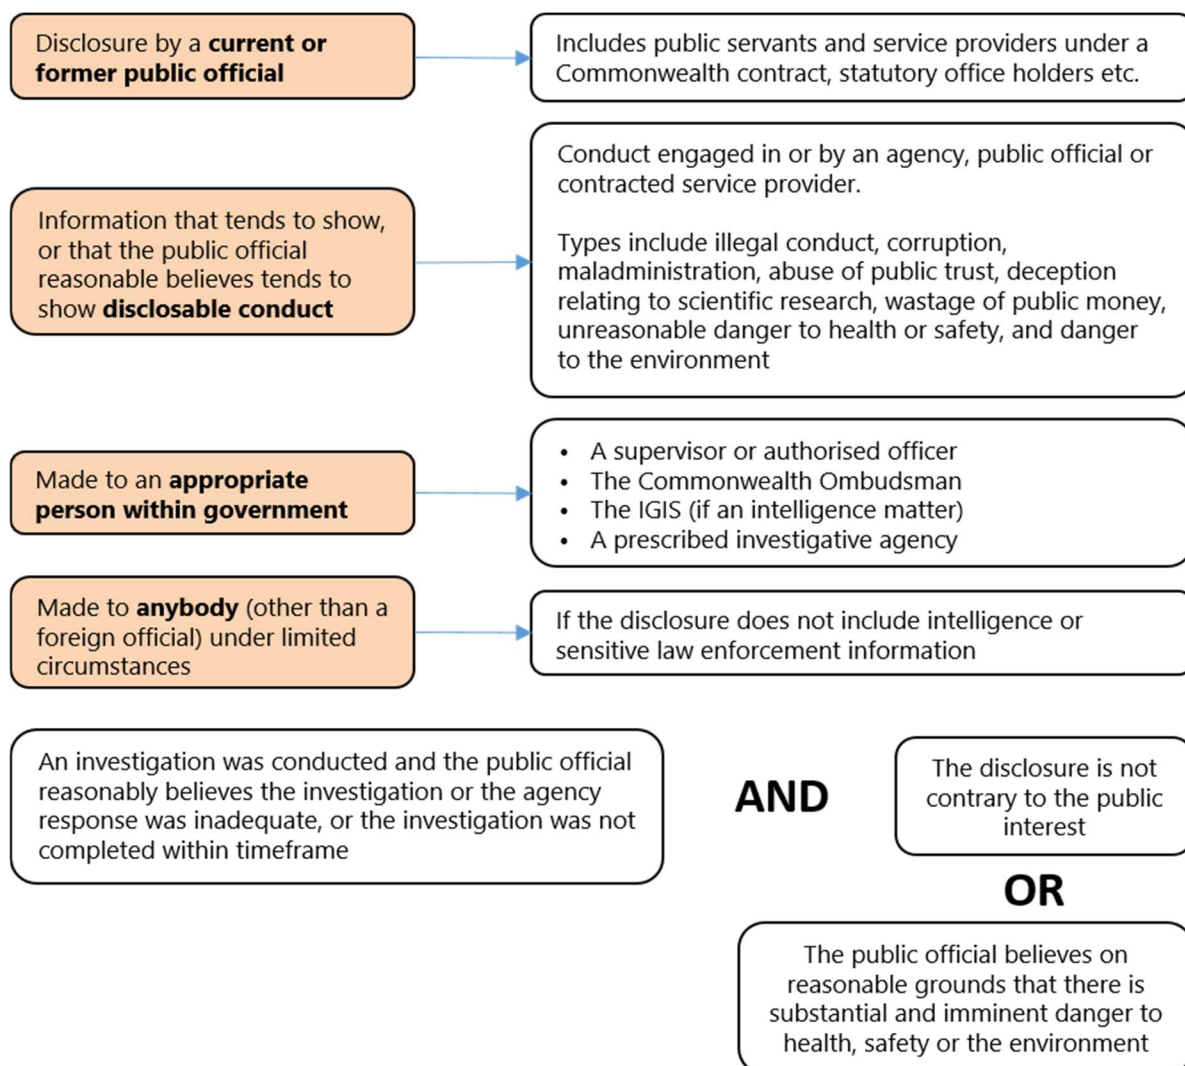 Disclosure by a current or
former public official
Includes public servants and service providers under a
Commonwealth contract, statutory office holders etc.
Information that tends to show,
or that the public official
reasonable believes tends to
show disclosable conduct
Conduct engaged in or by an agency, public official or
contracted service provider.
Types include illegal conduct, corruption,
maladministration, abuse of public trust, deception
relating to scientific research, wastage of public money,
unreasonable danger to health or safety, and danger
to the environment
Made to an appropriate
person within government
• A supervisor or authorised officer
• The Commonwealth Ombudsman
• The IGIS (if an intelligence matter)
• A prescribed investigative agency
Made to anybody (other than a
foreign official) under limited
circumstances
If the disclosure does not include intelligence or
sensitive law enforcement information
An investigation was conducted and the public official
reasonably believes the investigation or the agency
response was inadequate, or the investigation was not
completed within timeframe
AND
The disclosure is not
contrary to the public
interest
OR
The public official believes on
reasonable grounds that there is
substantial and imminent danger to
health, safety or the environment